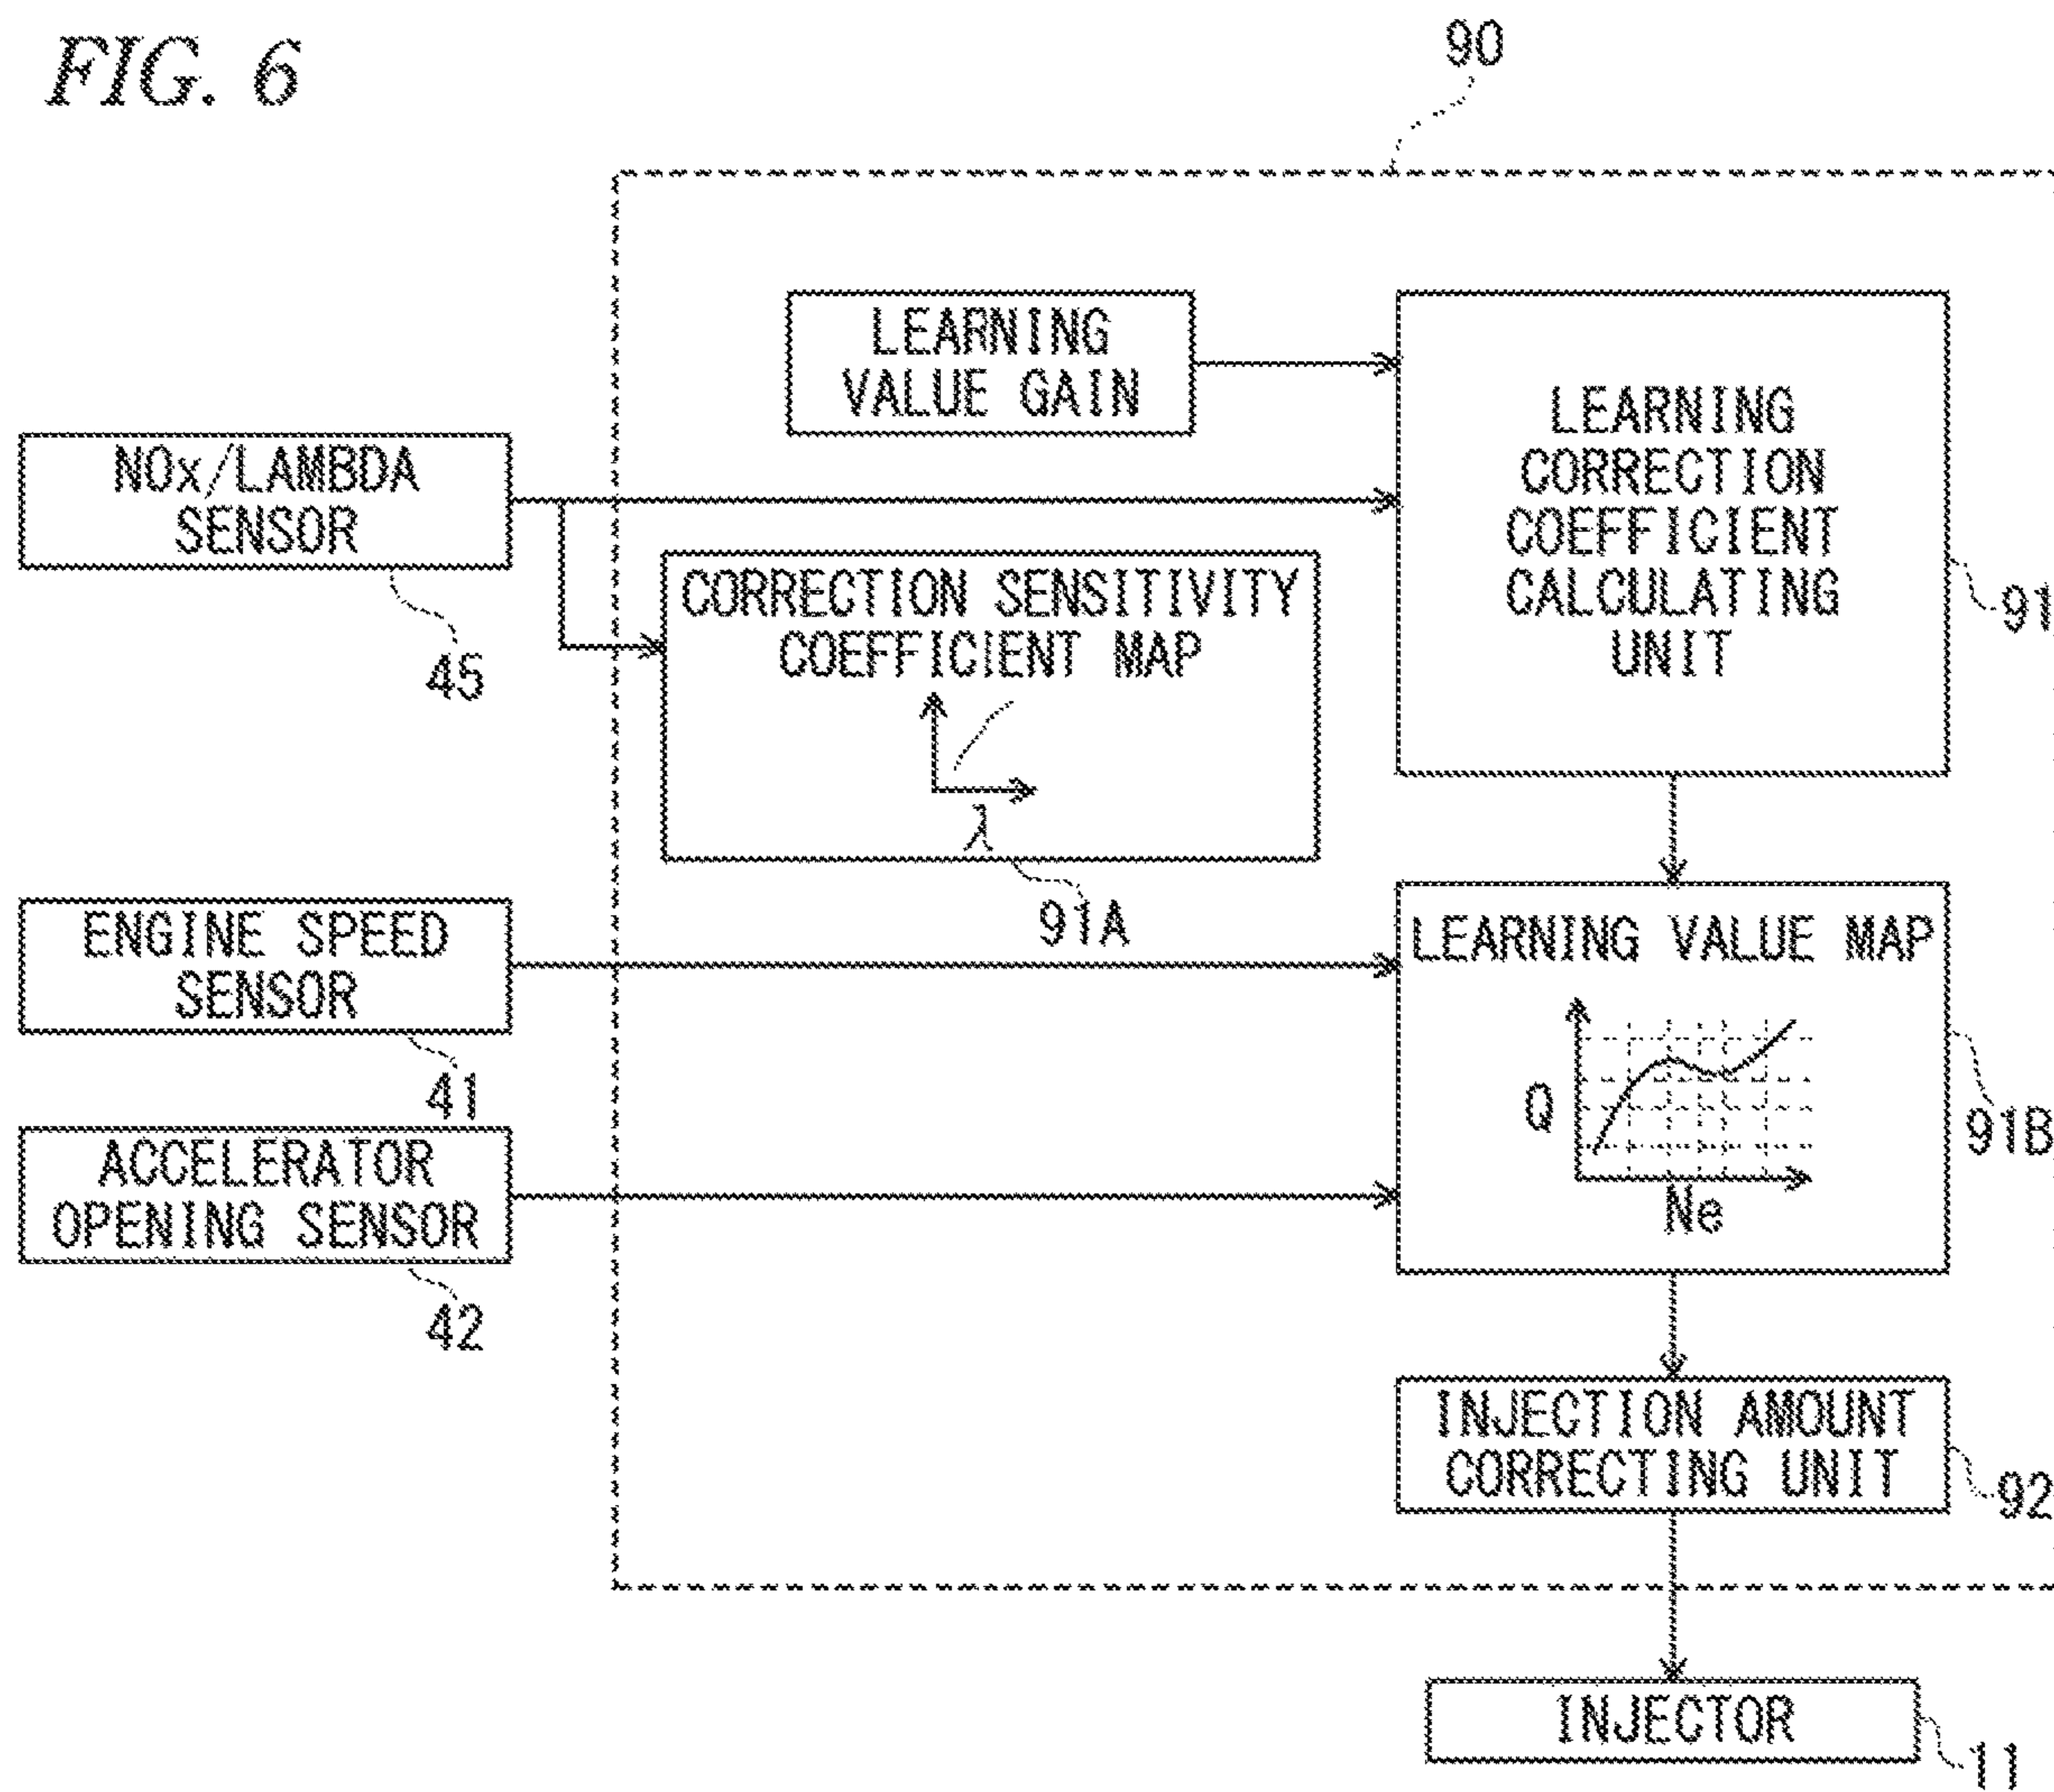 FIG. 6
90
LEARNING
VALUE GAIN
LEARNING
CORRECTION
COEFFICIENT
CALCULATING
UNIT
91
NOx/LAMBDA
SENSOR
45
CORRECTION SENSITIVITY
COEFFICIENT MAP
λ
91A
ENGINE SPEED
SENSOR
41
LEARNING VALUE MAP
Q
Ne
91B
ACCELERATOR
OPENING SENSOR
42
INJECTION AMOUNT
CORRECTING UNIT
92
INJECTOR
11